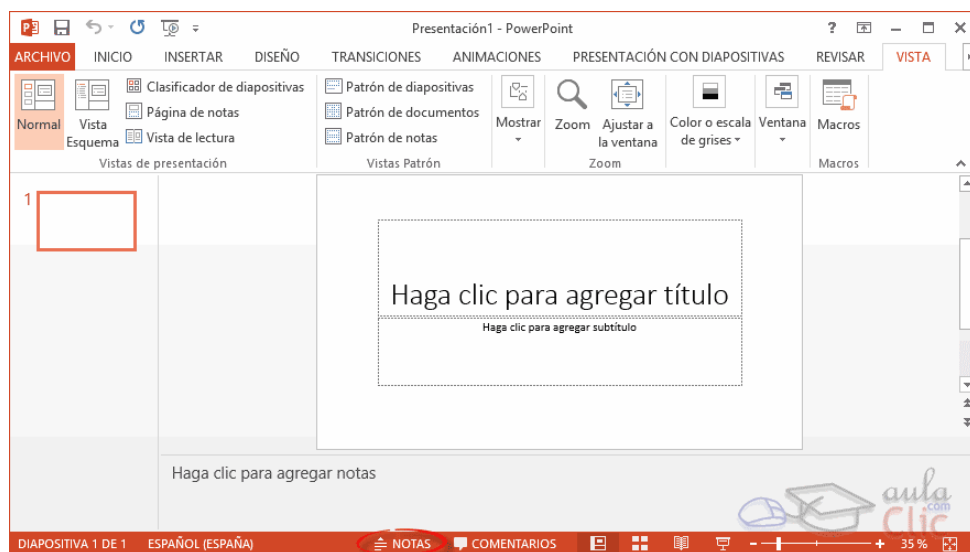 Presentación1 - PowerPoint
ARCHIVO INICIO INSERTAR DISEÑO TRANSICIONES ANIMACIONES PRESENTACIÓN CON DIAPOSITIVAS REVISAR VISTA
Normal
Vista Esquema
Clasificador de diapositivas
Página de notas
Vista de lectura
Vistas de presentación
Patrón de diapositivas
Patrón de documentos
Patrón de notas
Vistas Patrón
Mostrar
Zoom
Ajustar a
la ventana
Zoom
Color o escala
de grises
Ventana
Macros
Macros
1
Haga clic para agregar título
Haga clic para agregar subtítulo
Haga clic para agregar notas
aula
Clic
.com
DIAPOSITIVA 1 DE 1 ESPAÑOL (ESPAÑA) NOTAS COMENTARIOS 35 %